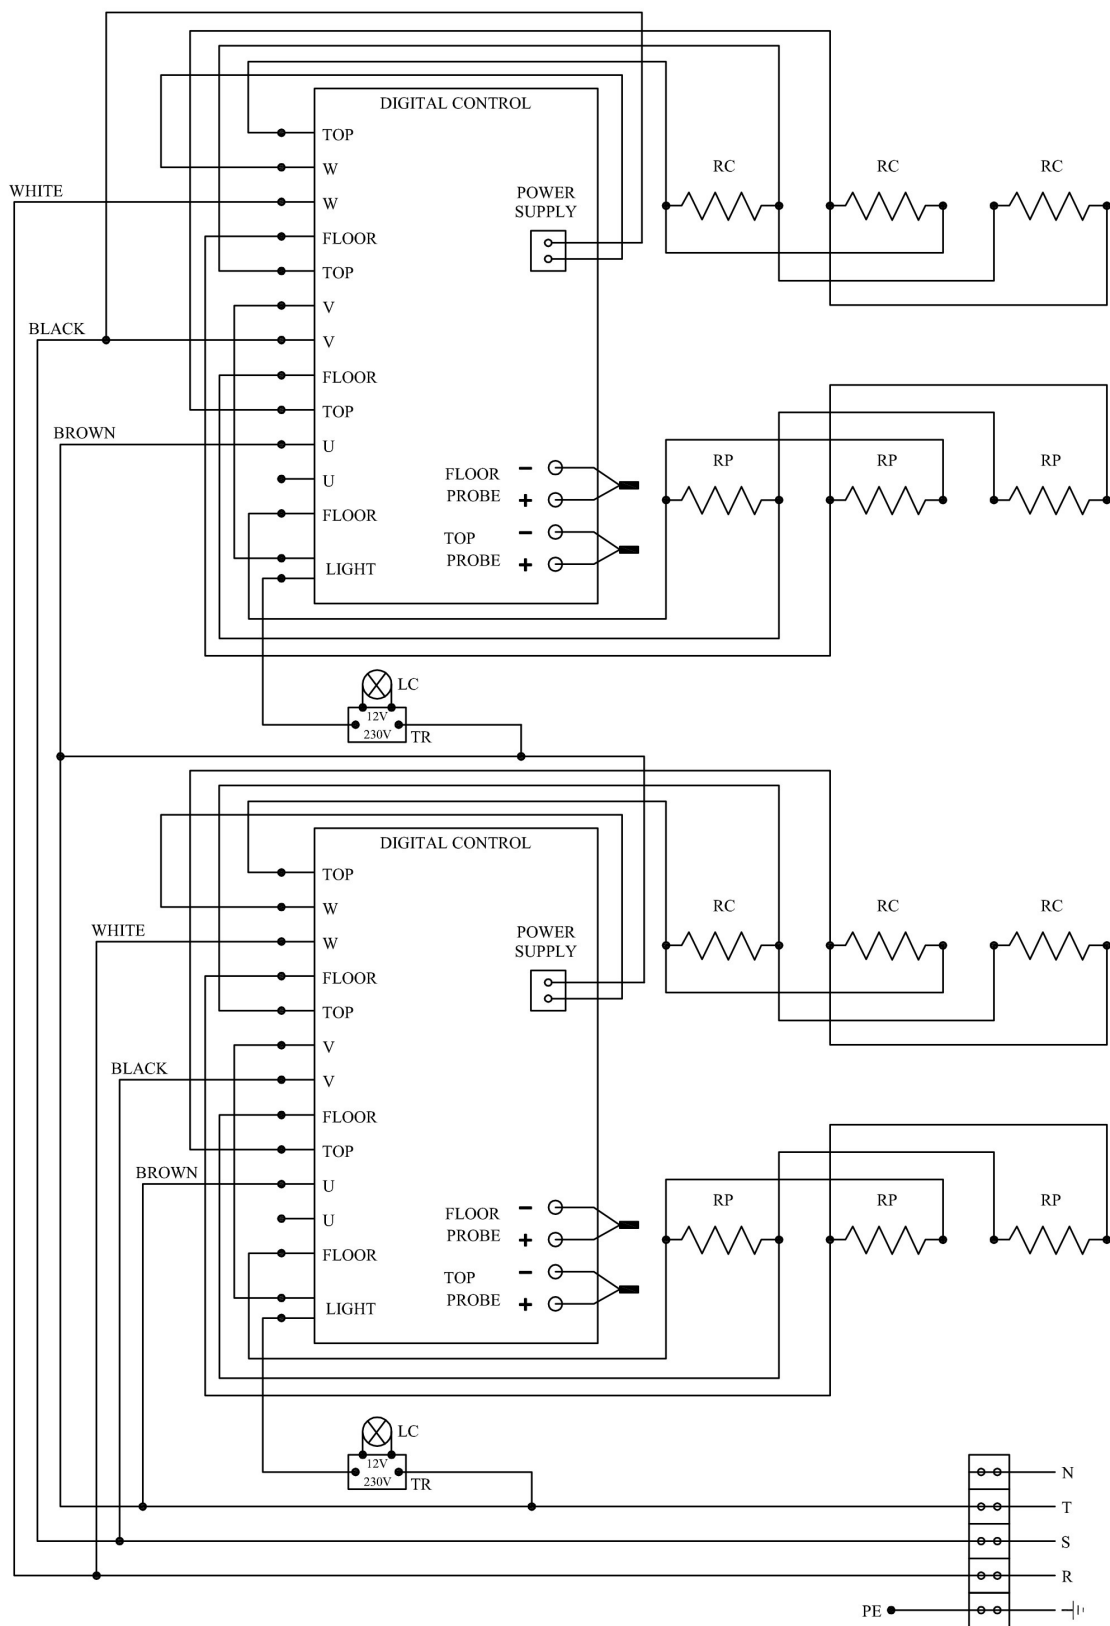 DIGITAL CONTROL
TOP
W
WHITE
W
POWER
SUPPLY
FLOOR
TOP
V
BLACK
V
FLOOR
TOP
BROWN
U
U
FLOOR
LIGHT
FLOOR
PROBE
−
+
TOP
PROBE
−
+
RC
RC
RC
RP
RP
RP
LC
12V
230V
TR
DIGITAL CONTROL
TOP
W
WHITE
W
POWER
SUPPLY
FLOOR
TOP
V
BLACK
V
FLOOR
TOP
BROWN
U
U
FLOOR
LIGHT
FLOOR
PROBE
−
+
TOP
PROBE
−
+
RC
RC
RC
RP
RP
RP
LC
12V
230V
TR
N
T
S
R
PE